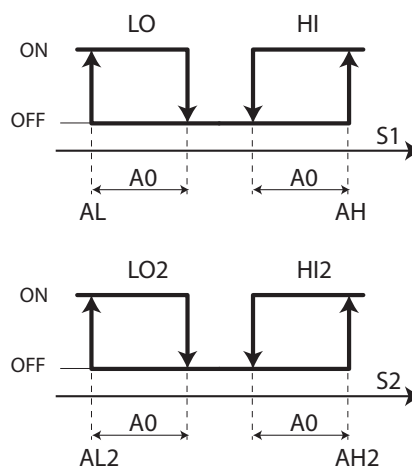 LO HI
ON
OFF
S1
A0 A0
AL AH
LO2 HI2
ON
OFF
S2
A0 A0
AL2 AH2